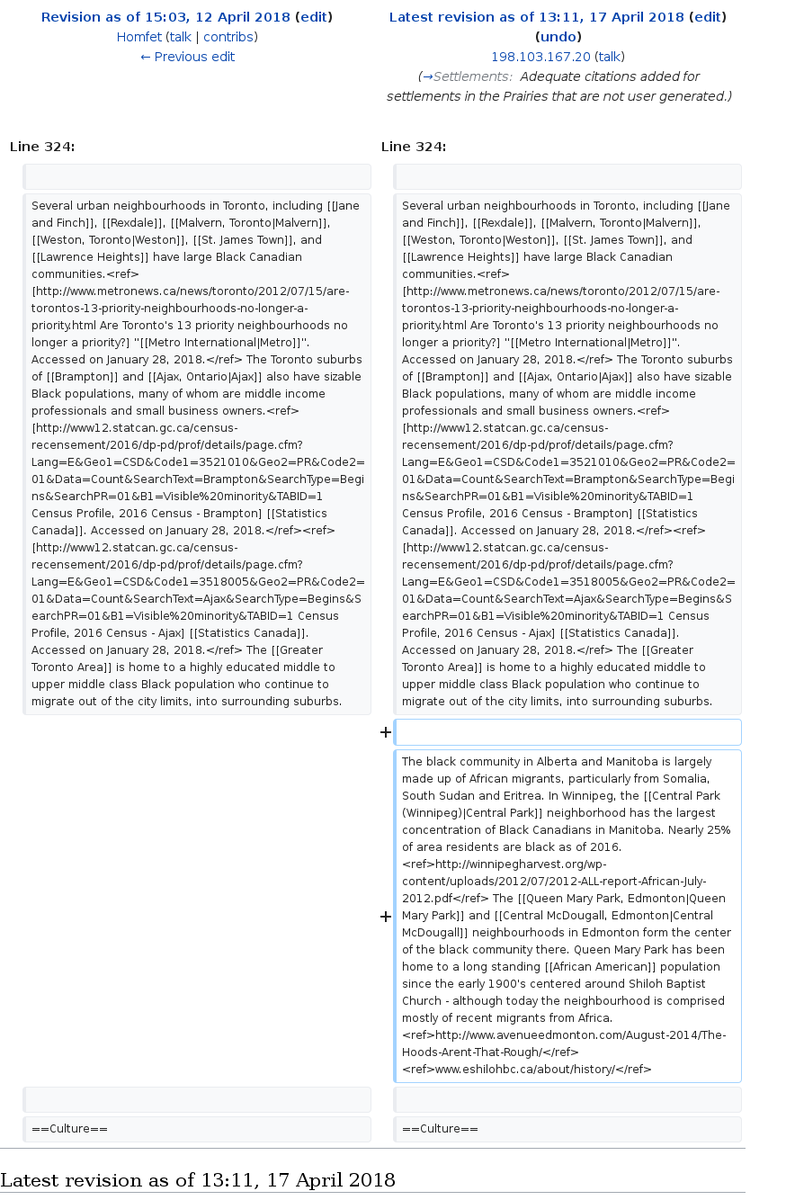 Revision as of 15:03, 12 April 2018 (edit)
Homfet (talk | contribs)
← Previous edit
Latest revision as of 13:11, 17 April 2018 (edit)
(undo)
198.103.167.20 (talk)
(→Settlements: Adequate citations added for
settlements in the Prairies that are not user generated.)
Line 324:
Several urban neighbourhoods in Toronto, including [[Jane
and Finch]], [[Rexdale]], [[Malvern, Toronto|Malvern]],
[[Weston, Toronto|Weston]], [[St. James Town]], and
[[Lawrence Heights]] have large Black Canadian
communities.<ref>
[http://www.metronews.ca/news/toronto/2012/07/15/are-
torontos-13-priority-neighbourhoods-no-longer-a-
priority.html Are Toronto's 13 priority neighbourhoods no
longer a priority?] "[[Metro International|Metro]]".
Accessed on January 28, 2018.</ref> The Toronto suburbs
of [[Brampton]] and [[Ajax, Ontario|Ajax]] also have sizable
Black populations, many of whom are middle income
professionals and small business owners.<ref>
[http://www12.statcan.gc.ca/census-
recensement/2016/dp-pd/prof/details/page.cfm?
Lang=E&Geo1=CSD&Code1=3521010&Geo2=PR&Code2=
01&Data=Count&SearchText=Brampton&SearchType=Begi
ns&SearchPR=01&B1=Visible%20minority&TABID=1
Census Profile, 2016 Census - Brampton] [[Statistics
Canada]]. Accessed on January 28, 2018.</ref><ref>
[http://www12.statcan.gc.ca/census-
recensement/2016/dp-pd/prof/details/page.cfm?
Lang=E&Geo1=CSD&Code1=3518005&Geo2=PR&Code2=
01&Data=Count&SearchText=Ajax&SearchType=Begins&S
earchPR=01&B1=Visible%20minority&TABID=1 Census
Profile, 2016 Census - Ajax] [[Statistics Canada]].
Accessed on January 28, 2018.</ref> The [[Greater
Toronto Area]] is home to a highly educated middle to
upper middle class Black population who continue to
migrate out of the city limits, into surrounding suburbs.
==Culture==
Line 324:
Several urban neighbourhoods in Toronto, including [[Jane
and Finch]], [[Rexdale]], [[Malvern, Toronto|Malvern]],
[[Weston, Toronto|Weston]], [[St. James Town]], and
[[Lawrence Heights]] have large Black Canadian
communities.<ref>
[http://www.metronews.ca/news/toronto/2012/07/15/are-
torontos-13-priority-neighbourhoods-no-longer-a-
priority.html Are Toronto's 13 priority neighbourhoods no
longer a priority?] "[[Metro International|Metro]]".
Accessed on January 28, 2018.</ref> The Toronto suburbs
of [[Brampton]] and [[Ajax, Ontario|Ajax]] also have sizable
Black populations, many of whom are middle income
professionals and small business owners.<ref>
[http://www12.statcan.gc.ca/census-
recensement/2016/dp-pd/prof/details/page.cfm?
Lang=E&Geo1=CSD&Code1=3521010&Geo2=PR&Code2=
01&Data=Count&SearchText=Brampton&SearchType=Begi
ns&SearchPR=01&B1=Visible%20minority&TABID=1
Census Profile, 2016 Census - Brampton] [[Statistics
Canada]]. Accessed on January 28, 2018.</ref><ref>
[http://www12.statcan.gc.ca/census-
recensement/2016/dp-pd/prof/details/page.cfm?
Lang=E&Geo1=CSD&Code1=3518005&Geo2=PR&Code2=
01&Data=Count&SearchText=Ajax&SearchType=Begins&S
earchPR=01&B1=Visible%20minority&TABID=1 Census
Profile, 2016 Census - Ajax] [[Statistics Canada]].
Accessed on January 28, 2018.</ref> The [[Greater
Toronto Area]] is home to a highly educated middle to
upper middle class Black population who continue to
migrate out of the city limits, into surrounding suburbs.
+
+
The black community in Alberta and Manitoba is largely
made up of African migrants, particularly from Somalia,
South Sudan and Eritrea. In Winnipeg, the [[Central Park
(Winnipeg)|Central Park]] neighborhood has the largest
concentration of Black Canadians in Manitoba. Nearly 25%
of area residents are black as of 2016.
<ref>http://winnipegharvest.org/wp-
content/uploads/2012/07/2012-ALL-report-African-July-
2012.pdf</ref> The [[Queen Mary Park, Edmonton|Queen
Mary Park]] and [[Central McDougall, Edmonton|Central
McDougall]] neighbourhoods in Edmonton form the center
of the black community there. Queen Mary Park has been
home to a long standing [[African American]] population
since the early 1900's centered around Shiloh Baptist
Church - although today the neighbourhood is comprised
mostly of recent migrants from Africa.
<ref>http://www.avenueedmonton.com/August-2014/The-
Hoods-Arent-That-Rough/</ref>
<ref>www.eshilohbc.ca/about/history/</ref>
==Culture==
Latest revision as of 13:11, 17 April 2018